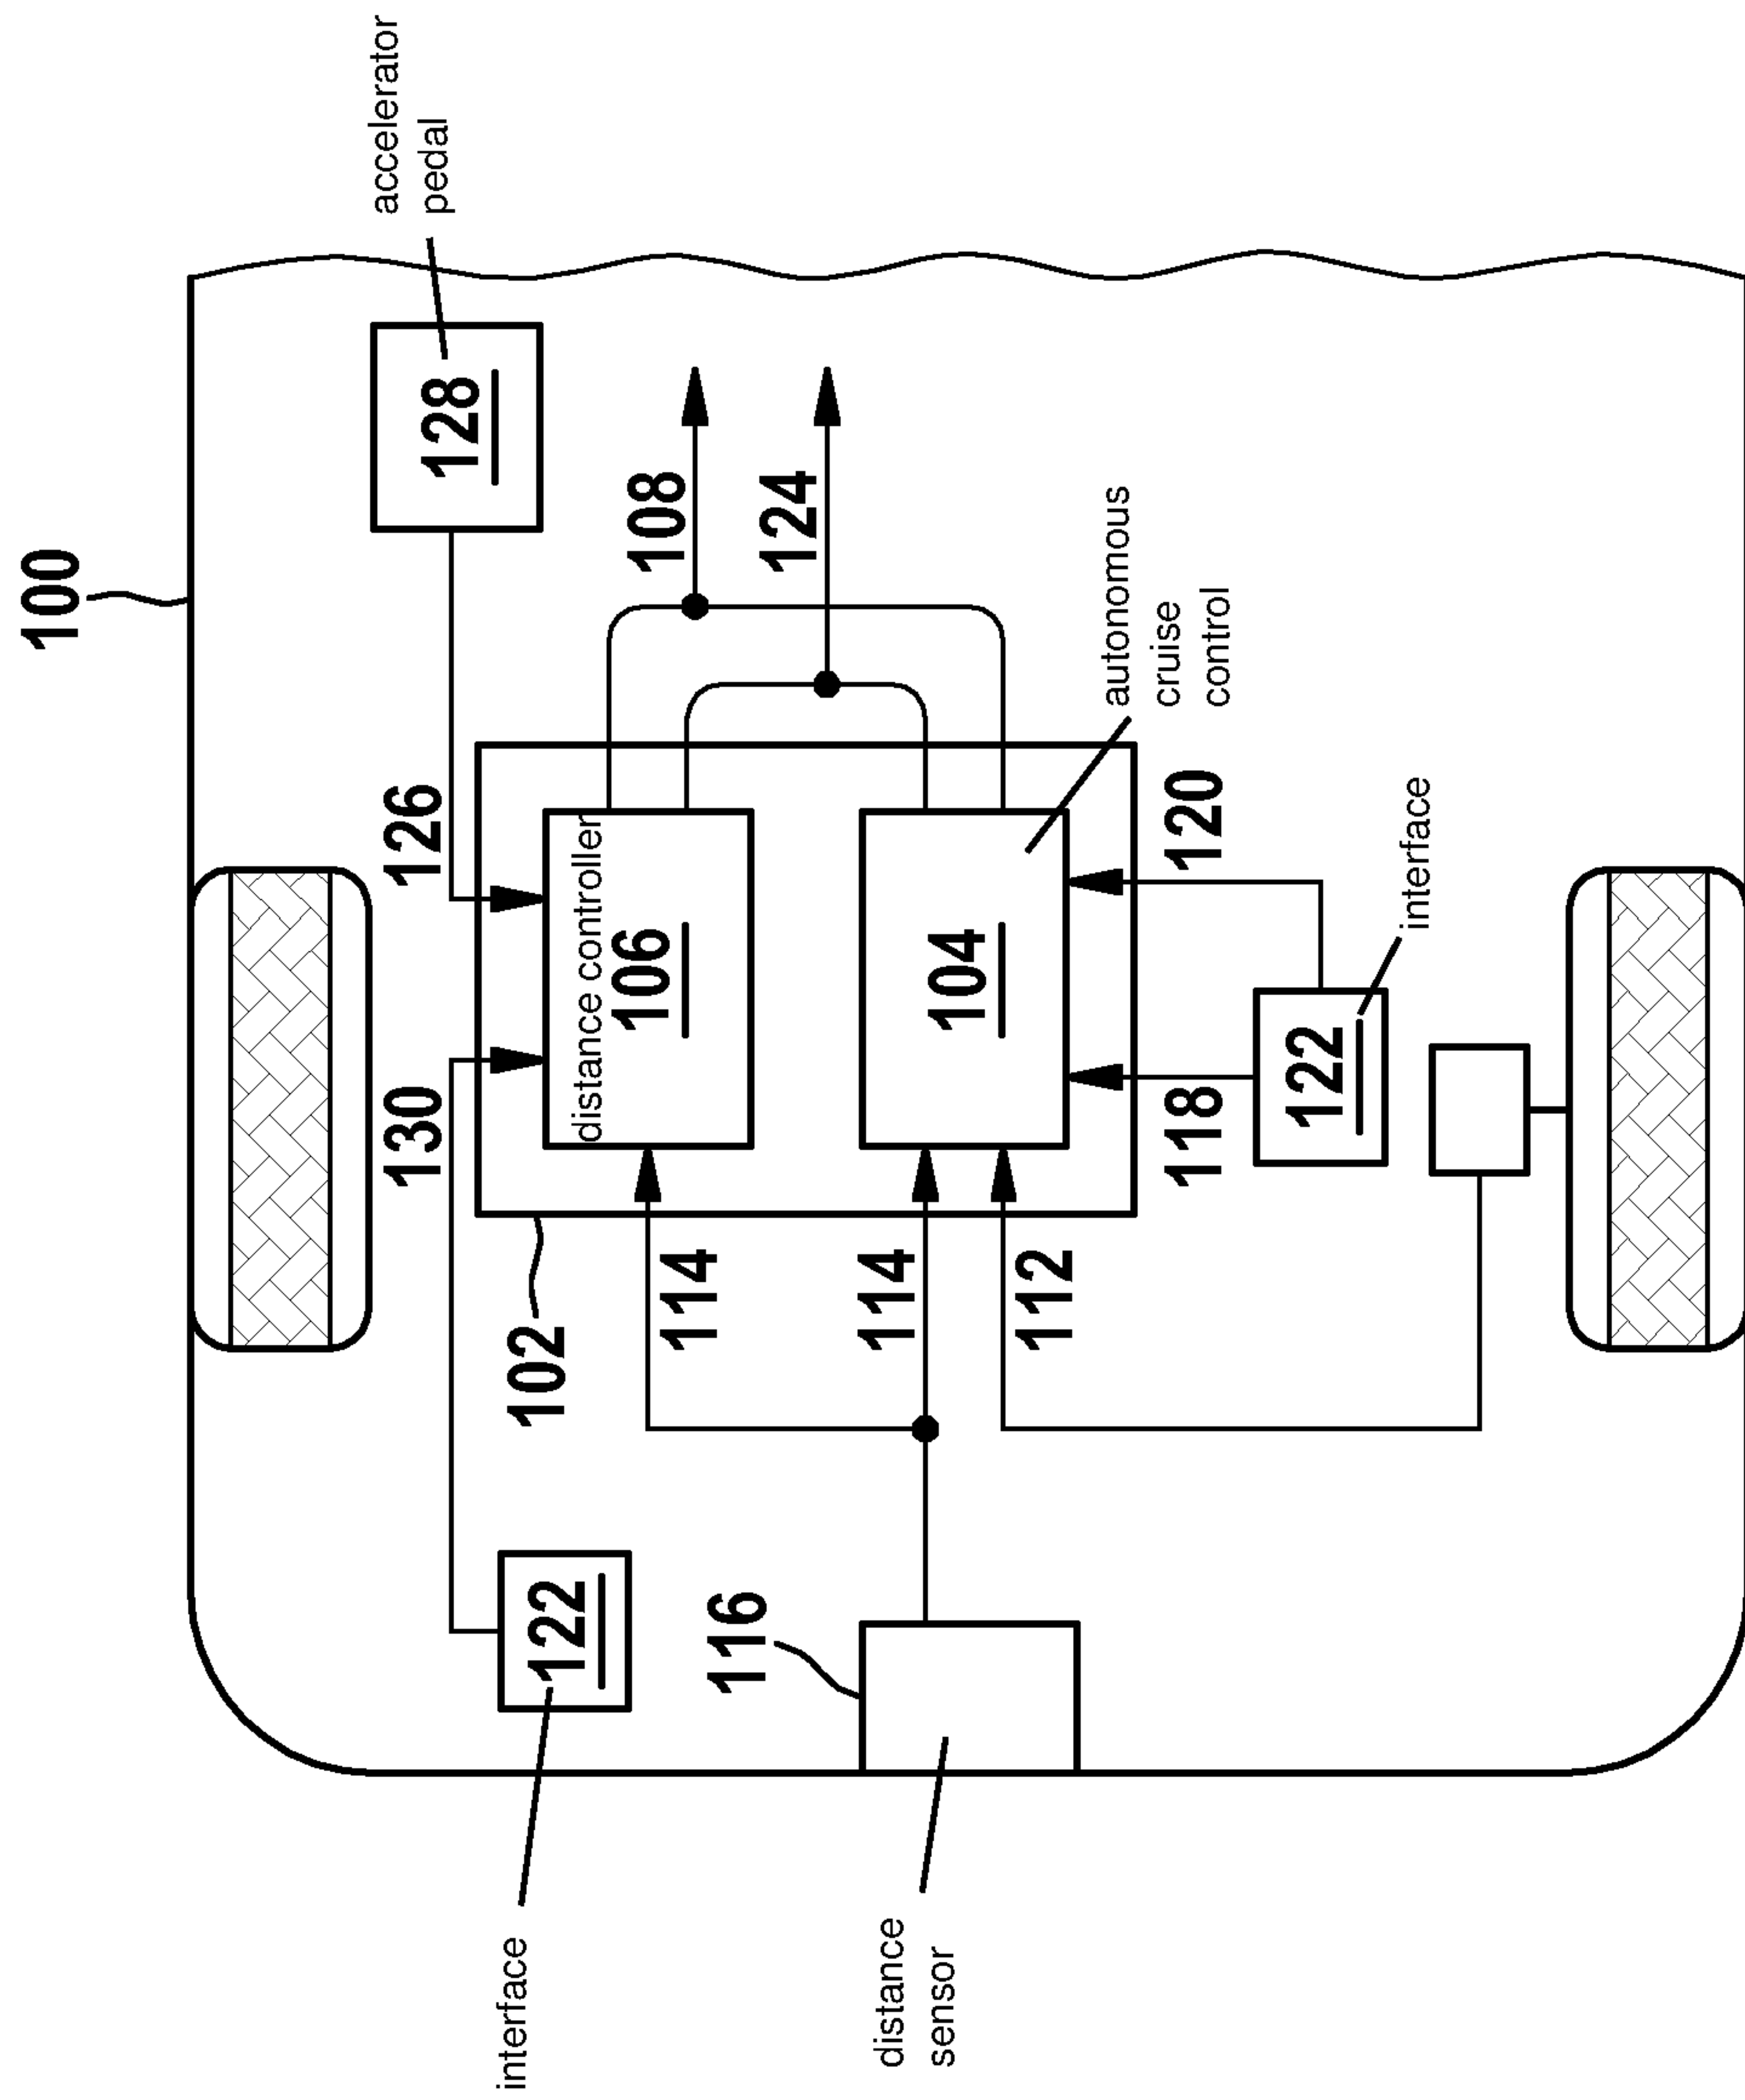 100
accelerator
pedal
128
108
124
126
130
distance controller
106
104
autonomous
cruise
control
120
118
122
interface
102
114
114
112
122
interface
116
distance
sensor